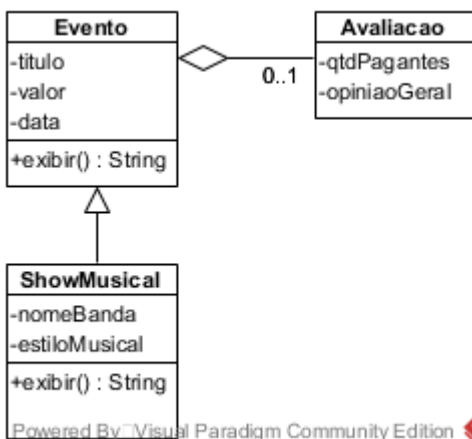 Evento
-titulo
-valor
-data
+exibir() : String
0..1
Avaliacao
-qtdPagantes
-opiniaoGeral
ShowMusical
-nomeBanda
-estiloMusical
+exibir() : String
Powered By Visual Paradigm Community Edition